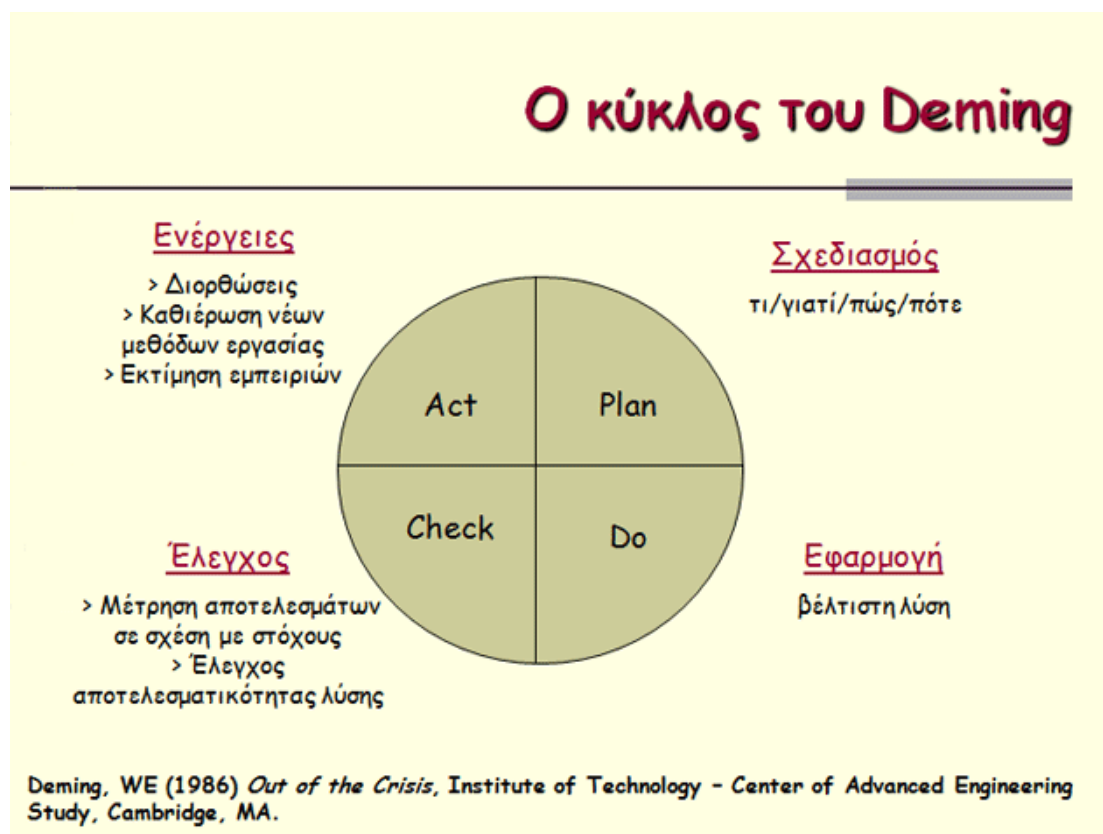 Ο κύκλος του Deming
Ενέργειες
> Διορθώσεις
> Καθιέρωση νέων
μεθόδων εργασίας
> Εκτίμηση εμπειριών
Σχεδιασμός
τι/γιατί/πώς/πότε
Act
Plan
Check
Do
Έλεγχος
> Μέτρηση αποτελεσμάτων
σε σχέση με στόχους
> Έλεγχος
αποτελεσματικότητας λύσης
Εφαρμογή
βέλτιστη λύση
Deming, WE (1986) Out of the Crisis, Institute of Technology – Center of Advanced Engineering
Study, Cambridge, MA.